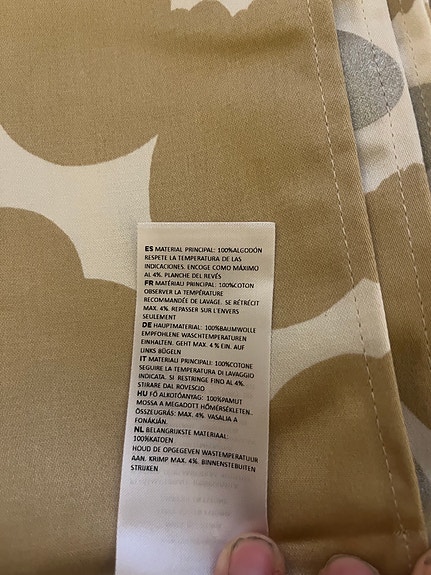 ES MATERIAL PRINCIPAL: 100%ALGODÓN
RESPETE LA TEMPERATURA DE LAS
INDICACIONES. ENCOGE COMO MÁXIMO
AL 4%. PLANCHE DEL REVÉS
FR MATÉRIAU PRINCIPAL: 100%COTON
OBSERVER LA TEMPÉRATURE
RECOMMANDÉE DE LAVAGE. SE RÉTRÉCIT
MAX. 4%. REPASSER SUR L'ENVERS
SEULEMENT
DE HAUPTMATERIAL: 100%BAUMWOLLE
EMPFOHLENE WASCHTEMPERATUREN
EINHALTEN. GEHT MAX. 4 % EIN. AUF
LINKS BÜGELN
IT MATERIALI PRINCIPALI: 100%COTONE
SEGUIRE LA TEMPERATURA DI LAVAGGIO
INDICATA. SI RESTRINGE FINO AL 4%.
STIRARE DAL ROVESCIO
HU FŐ ALKOTÓANYAG: 100%PAMUT
MOSSA A MEGADOTT HŐMÉRSÉKLETEN.
ÖSSZEUGRÁS: MAX. 4%. VASALJA A
FONÁKJÁN.
NL BELANGRIJKSTE MATERIAAL:
100%KATOEN
HOUD DE OPGEGEVEN WASTEMPERATUUR
AAN. KRIMP MAX. 4%. BINNENSTEBUITEN
STRIJKEN